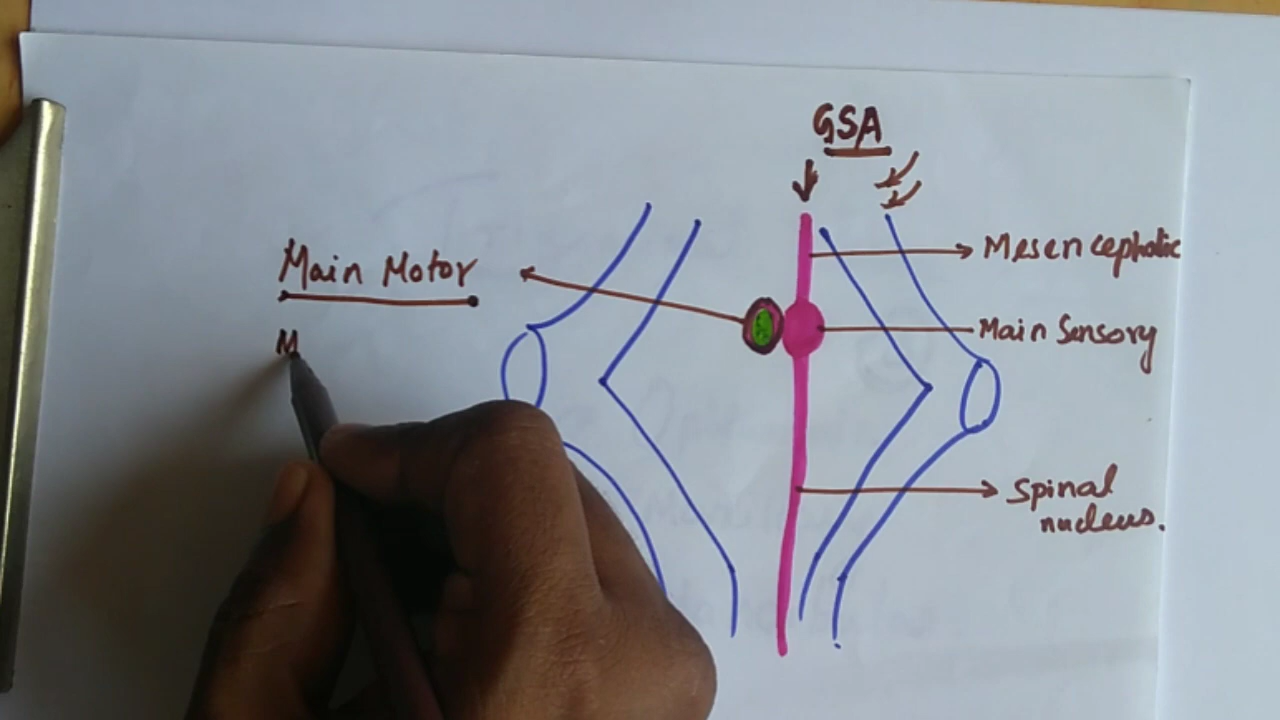 GSA
Mesencephalic
Main Motor
Main Sensory
M
Spinal
nucleus.